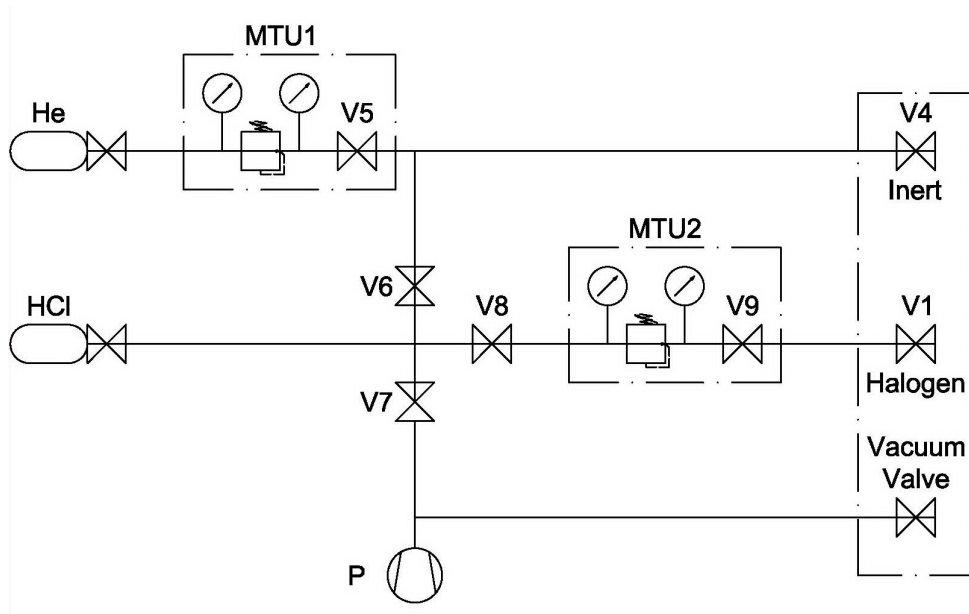 MTU1
He
V5
V4
Inert
MTU2
V6
HCl
V8
V9
V1
Halogen
V7
Vacuum
Valve
P